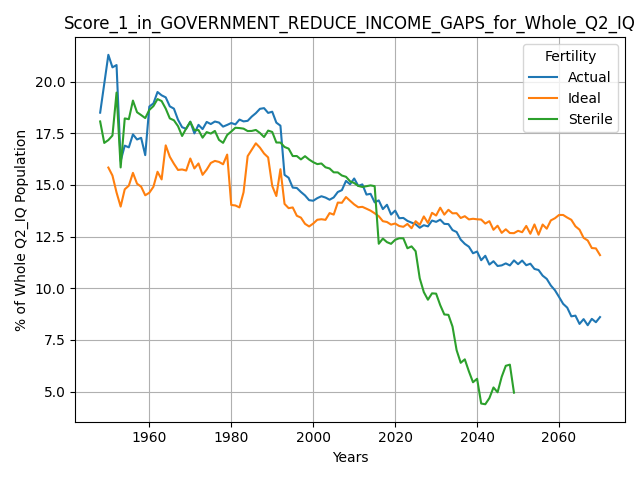 Score_1_in_GOVERNMENT_REDUCE_INCOME_GAPS_for_Whole_Q2_IQ
Fertility
Actual
Ideal
Sterile
% of Whole Q2_IQ Population
20.0
17.5
15.0
12.5
10.0
7.5
5.0
1960 1980 2000 2020 2040 2060
Years